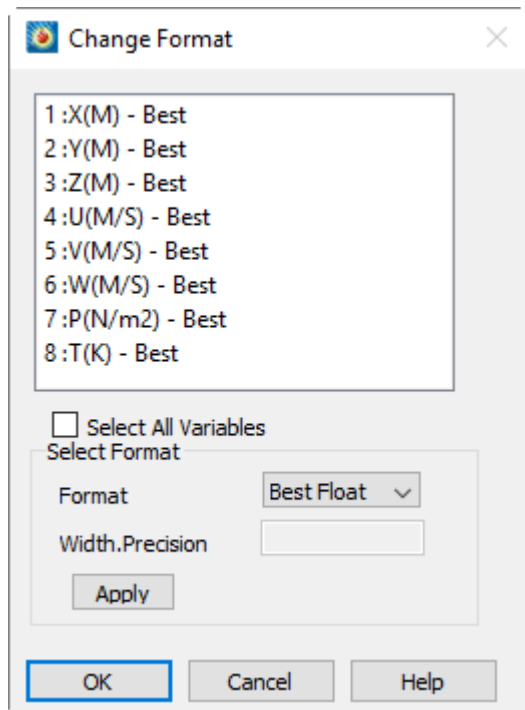 Change Format
1 :X(M) - Best
2 :Y(M) - Best
3 :Z(M) - Best
4 :U(M/S) - Best
5 :V(M/S) - Best
6 :W(M/S) - Best
7 :P(N/m2) - Best
8 :T(K) - Best
Select All Variables
Select Format
Format Best Float
Width.Precision
Apply
OK Cancel Help